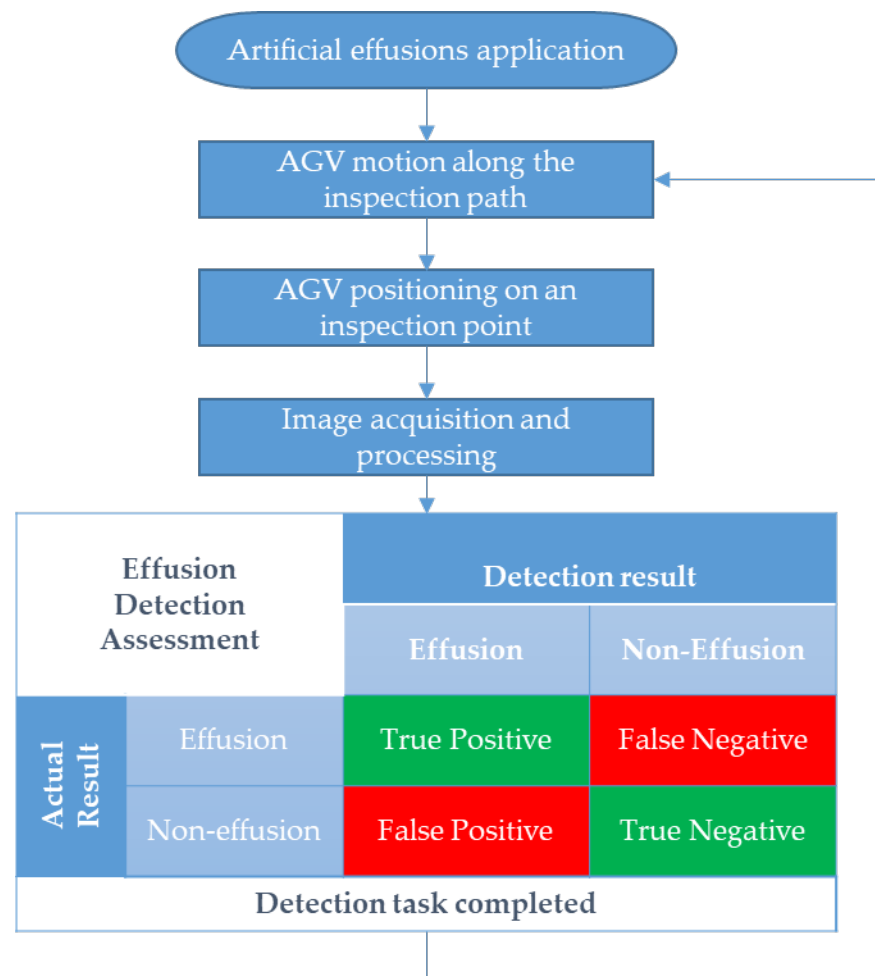 Artificial effusions application
AGV motion along the
inspection path
AGV positioning on an
inspection point
Image acquisition and
processing
Effusion
Detection
Assessment
Detection result
Effusion
Non-Effusion
Actual
Result
Effusion
True Positive
False Negative
Non-effusion
False Positive
True Negative
Detection task completed